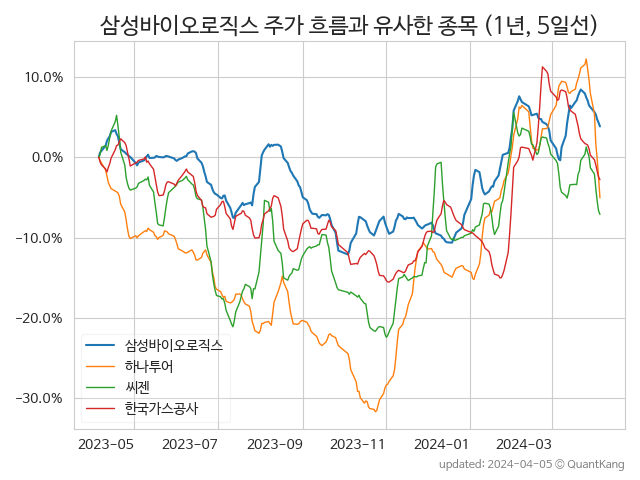 삼성바이오로직스 주가 흐름과 유사한 종목 (1년, 5일선)
10.0%
0.0%
−10.0%
−20.0%
−30.0%
삼성바이오로직스
하나투어
씨젠
한국가스공사
2023-05 2023-07 2023-09 2023-11 2024-01 2024-03
updated: 2024-04-05 © QuantKang